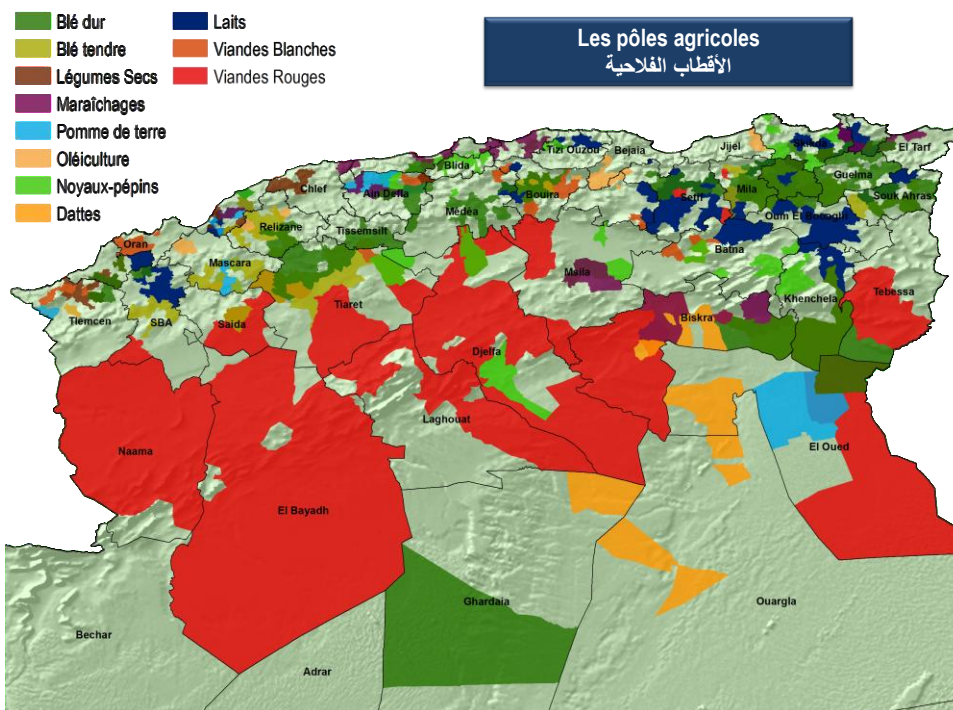 Blé dur
Blé tendre
Légumes Secs
Maraîchages
Pomme de terre
Oléiculture
Noyaux-pépins
Dattes
Laits
Viandes Blanches
Viandes Rouges
Les pôles agricoles
الأقطاب الفلاحية
Tizi Ouzou
Bejaia
Jijel
Skikda
El Tarf
Blida
Chlef
Ain Defla
Bouira
Mila
Guelma
Setif
Souk Ahras
Médéa
Relizane
Tissemsilt
Oum El Bouaghi
Oran
Mascara
Batna
Msila
Khenchela
Tebessa
Tiaret
Tlemcen
SBA
Saida
Biskra
Djelfa
Laghouat
El Oued
Naama
El Bayadh
Ghardaia
Ouargla
Bechar
Adrar